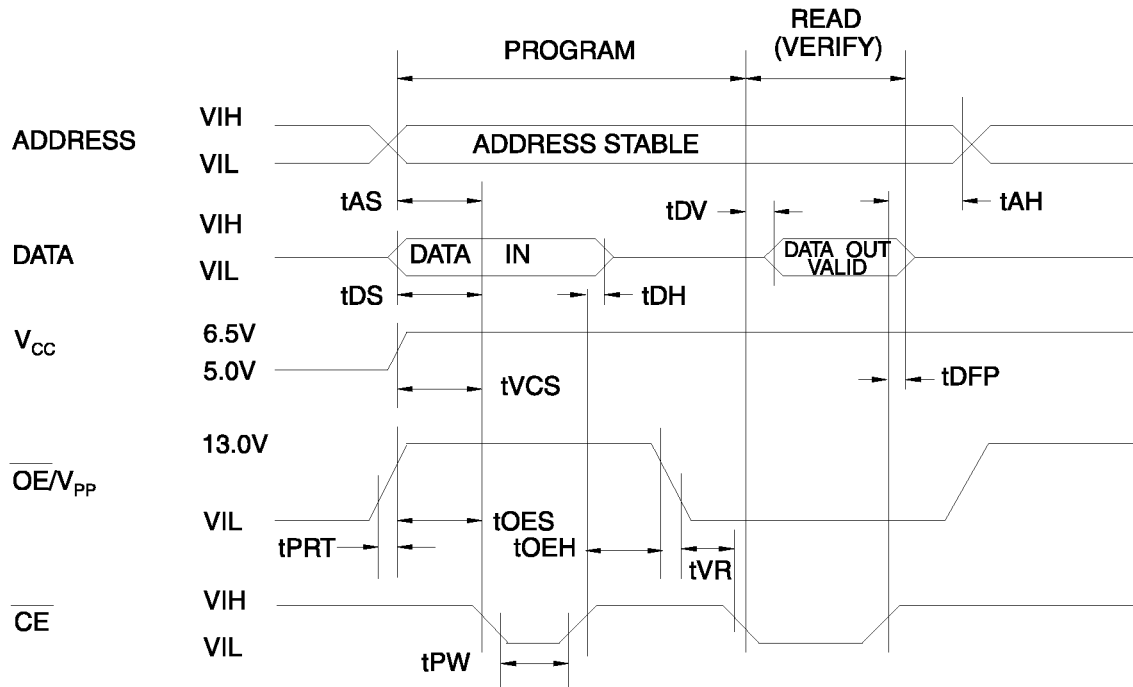 READ
PROGRAM (VERIFY)
ADDRESS VIH
VIL ADDRESS STABLE
tAS tDV tAH
DATA VIH
VIL DATA IN DATA OUT
VALID
tDS tDH
VCC 6.5V
5.0V
tVCS tDFP
13.0V
OE/VPP
VIL
tOES
tPRT tOEH
tVR
CE VIH
VIL
tPW